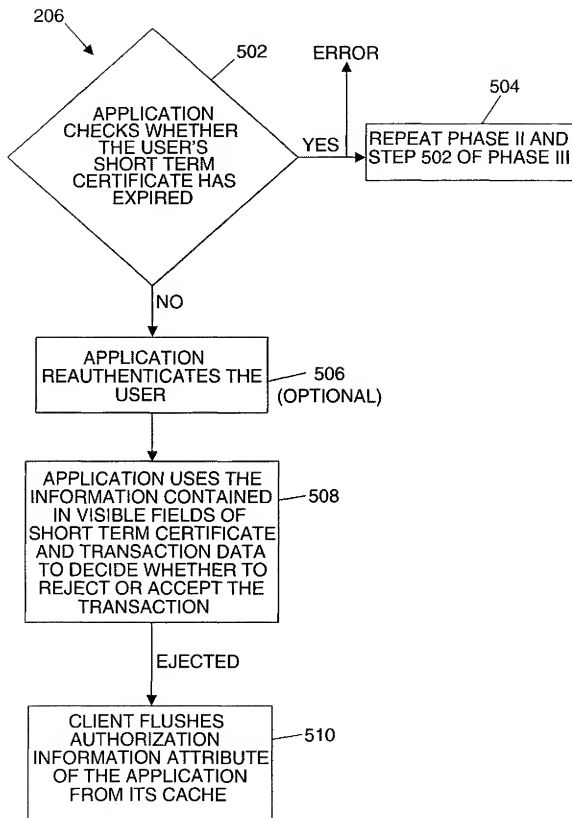 206
502
APPLICATION
CHECKS WHETHER
THE USER'S
SHORT TERM
CERTIFICATE HAS
EXPIRED
ERROR
YES
504
REPEAT PHASE II AND
STEP 502 OF PHASE III
NO
APPLICATION
REAUTHENTICATES THE
USER
506
(OPTIONAL)
APPLICATION USES THE
INFORMATION CONTAINED
IN VISIBLE FIELDS OF
SHORT TERM CERTIFICATE
AND TRANSACTION DATA
TO DECIDE WHETHER TO
REJECT OR ACCEPT THE
TRANSACTION
508
EJECTED
CLIENT FLUSHES
AUTHORIZATION
INFORMATION ATTRIBUTE
OF THE APPLICATION
FROM ITS CACHE
510